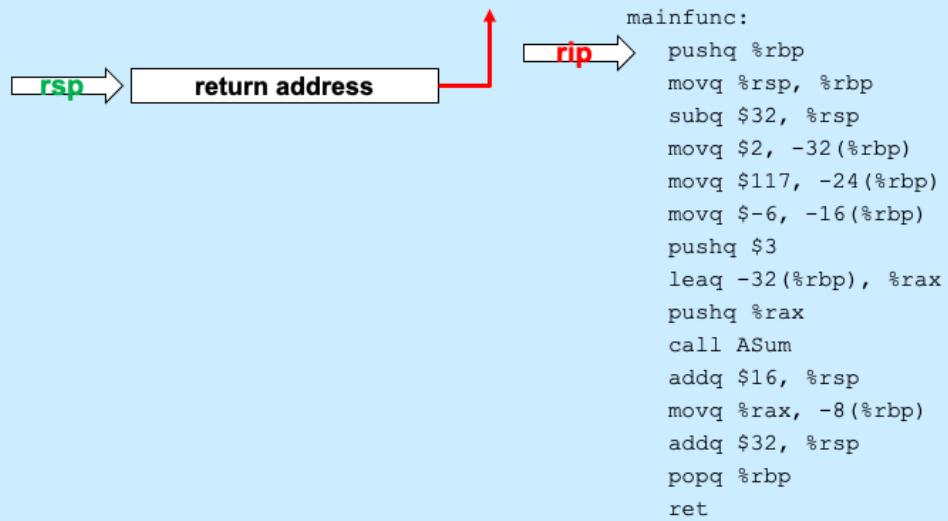 rsp
return address
rip
mainfunc:
pushq %rbp
movq %rsp, %rbp
subq $32, %rsp
movq $2, -32(%rbp)
movq $117, -24(%rbp)
movq $-6, -16(%rbp)
pushq $3
leaq -32(%rbp), %rax
pushq %rax
call ASum
addq $16, %rsp
movq %rax, -8(%rbp)
addq $32, %rsp
popq %rbp
ret